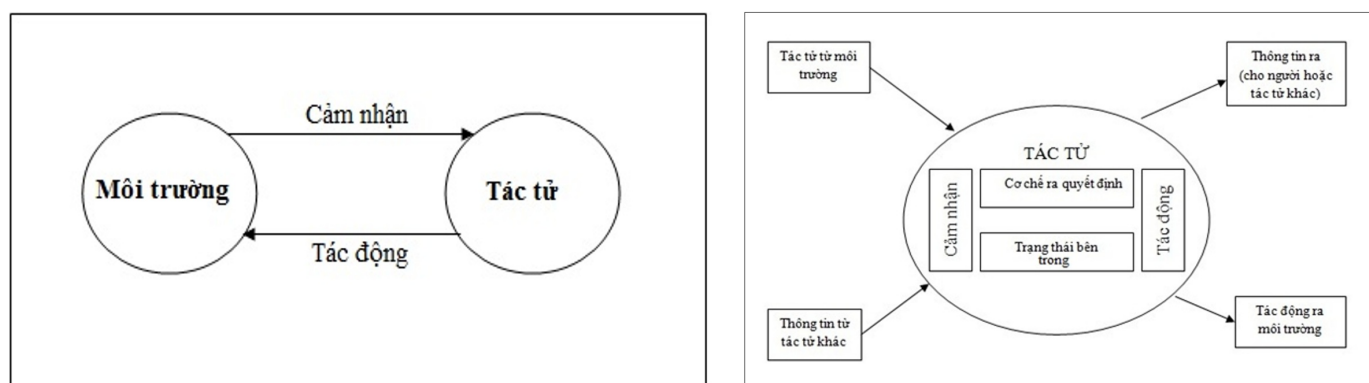 Cảm nhận
Môi trường
Tác tử
Tác động
Tác tử từ môi
trường
Thông tin ra
(cho người hoặc
tác tử khác)
TÁC TỬ
Cảm nhận
Cơ chế ra quyết định
Trạng thái bên
trong
Tác động
Thông tin từ
tác tử khác
Tác động ra
môi trường